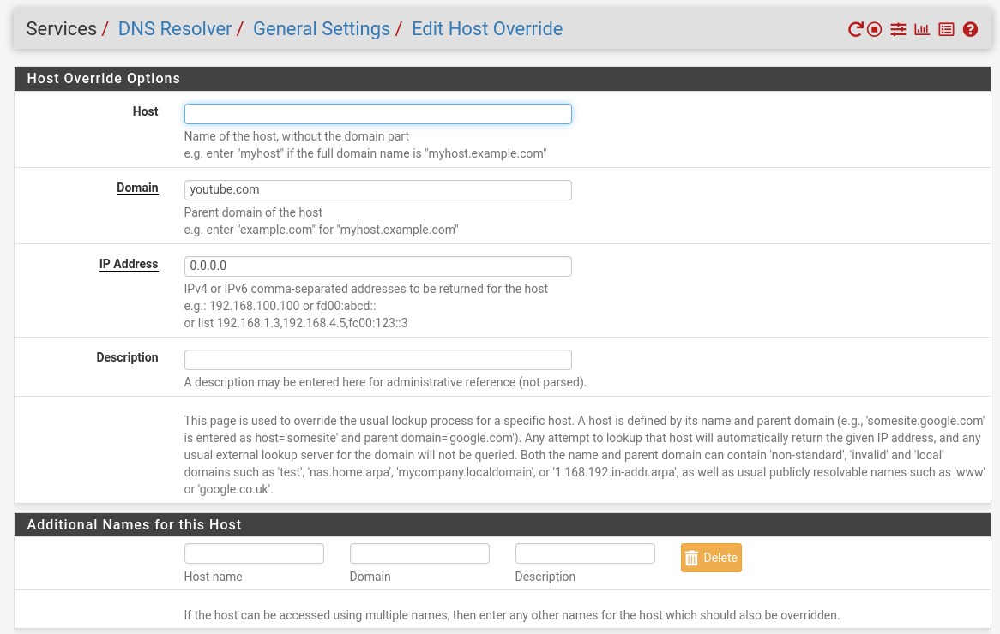 Services / DNS Resolver / General Settings / Edit Host Override
Host Override Options
Host
Name of the host, without the domain part
e.g. enter "myhost" if the full domain name is "myhost.example.com"
Domain
youtube.com
Parent domain of the host
e.g. enter "example.com" for "myhost.example.com"
IP Address
0.0.0.0
IPv4 or IPv6 comma-separated addresses to be returned for the host
e.g.: 192.168.100.100 or fd00:abcd::
or list 192.168.1.3,192.168.4.5,fc00:123::3
Description
A description may be entered here for administrative reference (not parsed).
This page is used to override the usual lookup process for a specific host. A host is defined by its name and parent domain (e.g., 'somesite.google.com'
is entered as host='somesite' and parent domain='google.com'). Any attempt to lookup that host will automatically return the given IP address, and any
usual external lookup server for the domain will not be queried. Both the name and parent domain can contain 'non-standard', 'invalid' and 'local'
domains such as 'test', 'nas.home.arpa', 'mycompany.localdomain', or '1.168.192.in-addr.arpa', as well as usual publicly resolvable names such as 'www'
or 'google.co.uk'.
Additional Names for this Host
Delete
Host name Domain Description
If the host can be accessed using multiple names, then enter any other names for the host which should also be overridden.